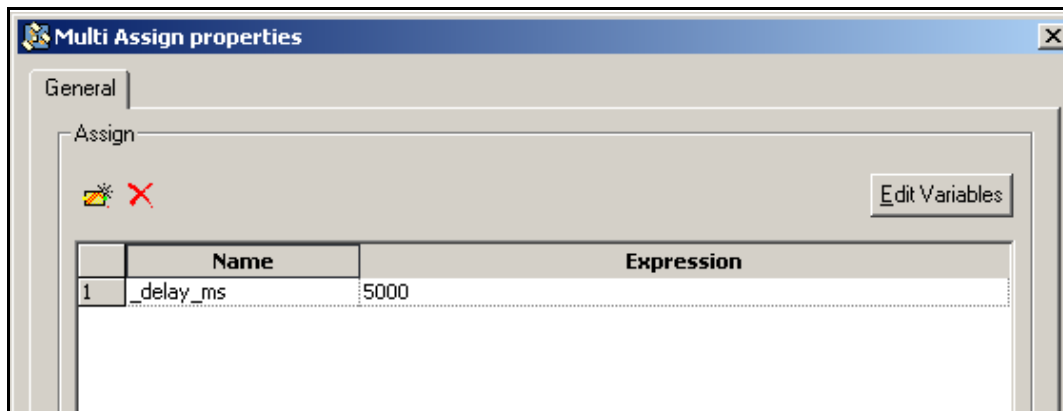 Multi Assign properties
General
Assign
Edit Variables
Name Expression
1 _delay_ms 5000